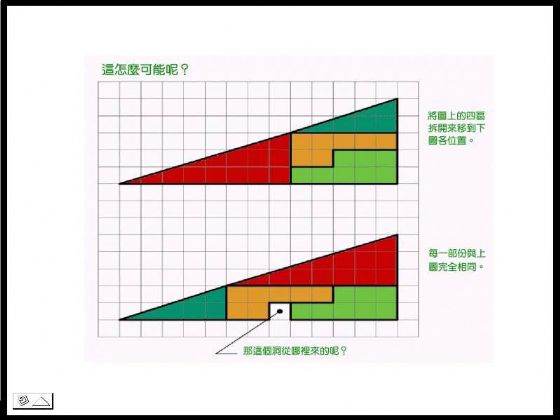 這怎麼可能呢？
將圖上的四區
拆開來移到下
圖各位置。
每一部份與上
圖完全相同。
那這個洞從哪裡來的呢？